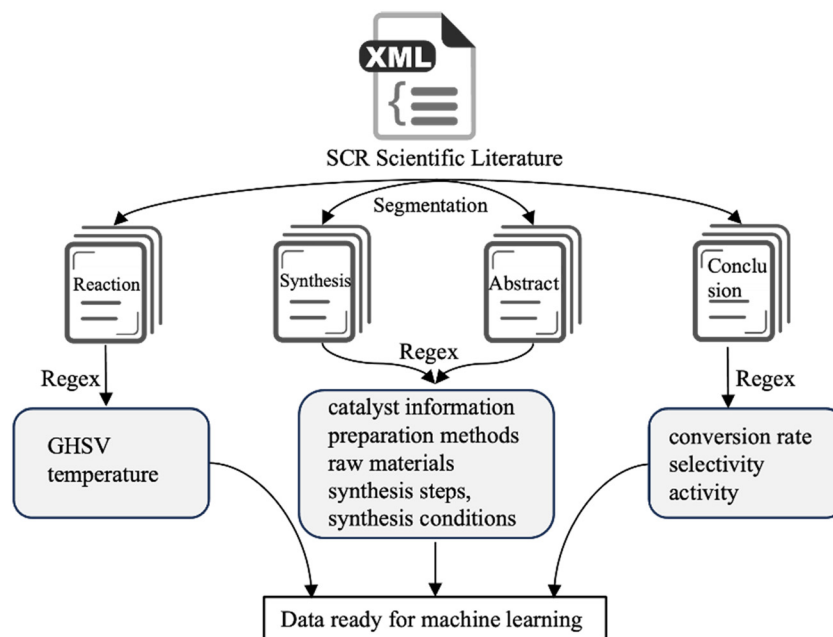 XML
SCR Scientific Literature
Segmentation
Reaction
Synthesis
Abstract
Conclu
sion
Regex
Regex
Regex
GHSV
temperature
catalyst information
preparation methods
raw materials
synthesis steps,
synthesis conditions
conversion rate
selectivity
activity
Data ready for machine learning